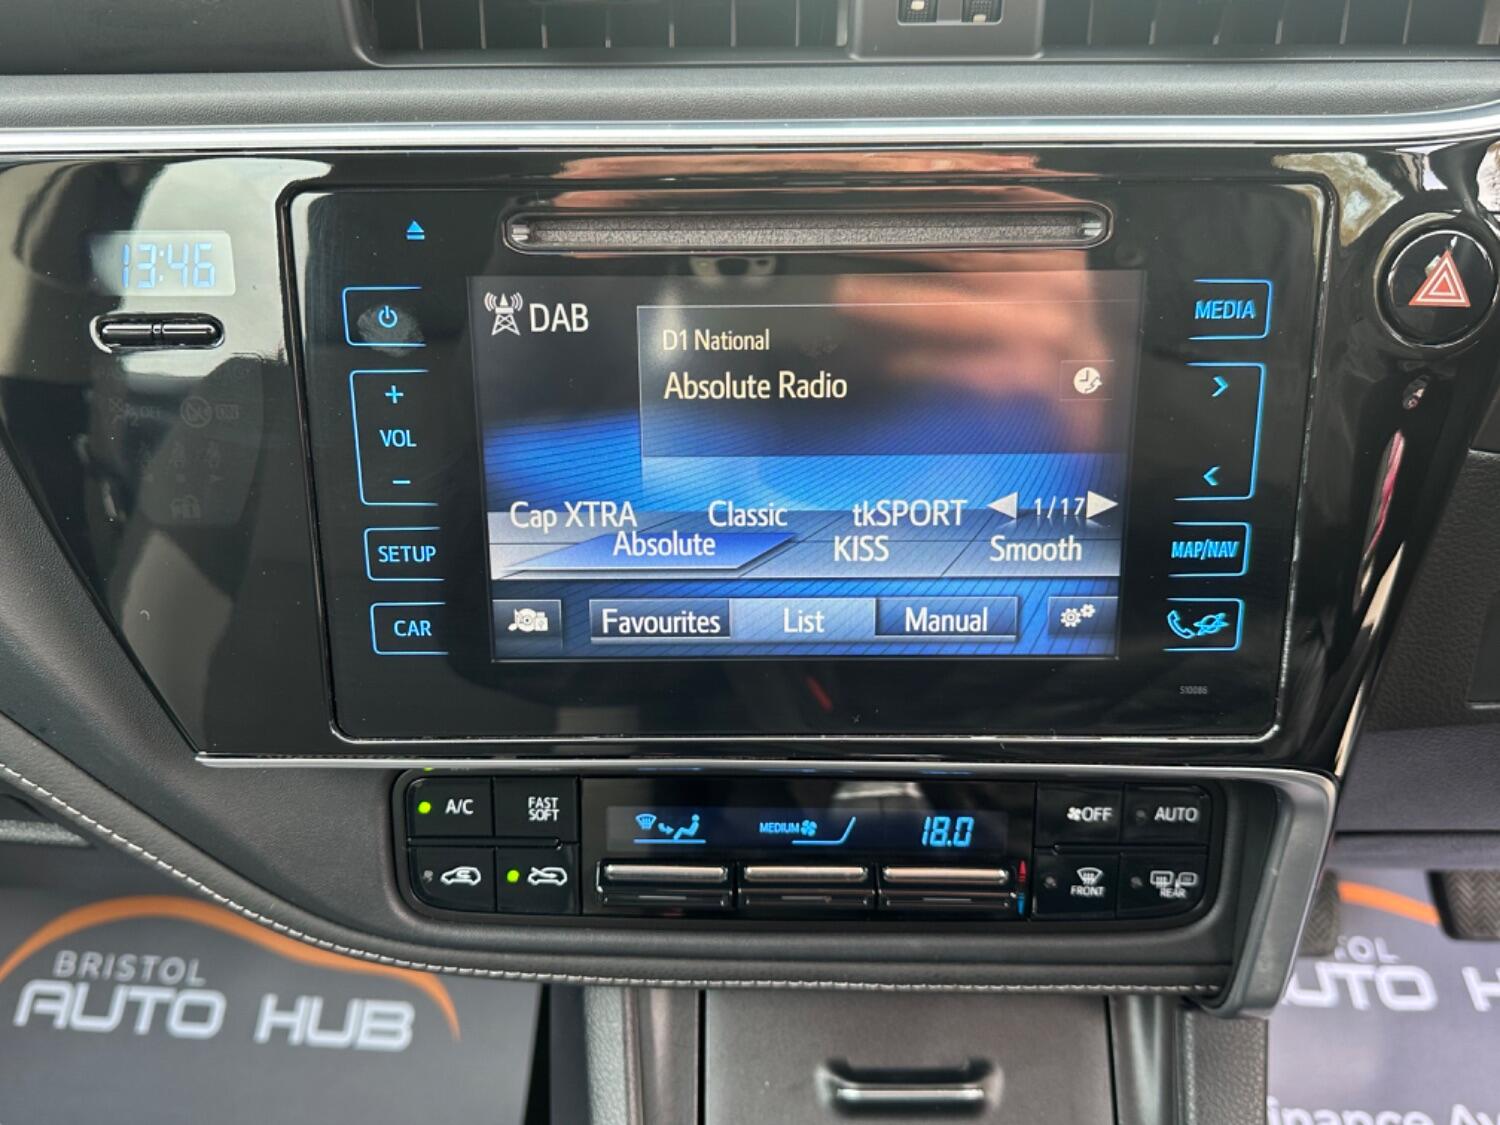 13:46
MEDIA
DAB
D1 National
Absolute Radio
+
VOL
-
Cap XTRA Classic tkSPORT 1/17
Absolute KISS Smooth
SETUP
MAP/NAV
CAR
Favourites List Manual
S10086
A/C
FAST
SOFT
MEDIUM
18.0
OFF
AUTO
FRONT
REAR
BRISTOL
AUTO HUB